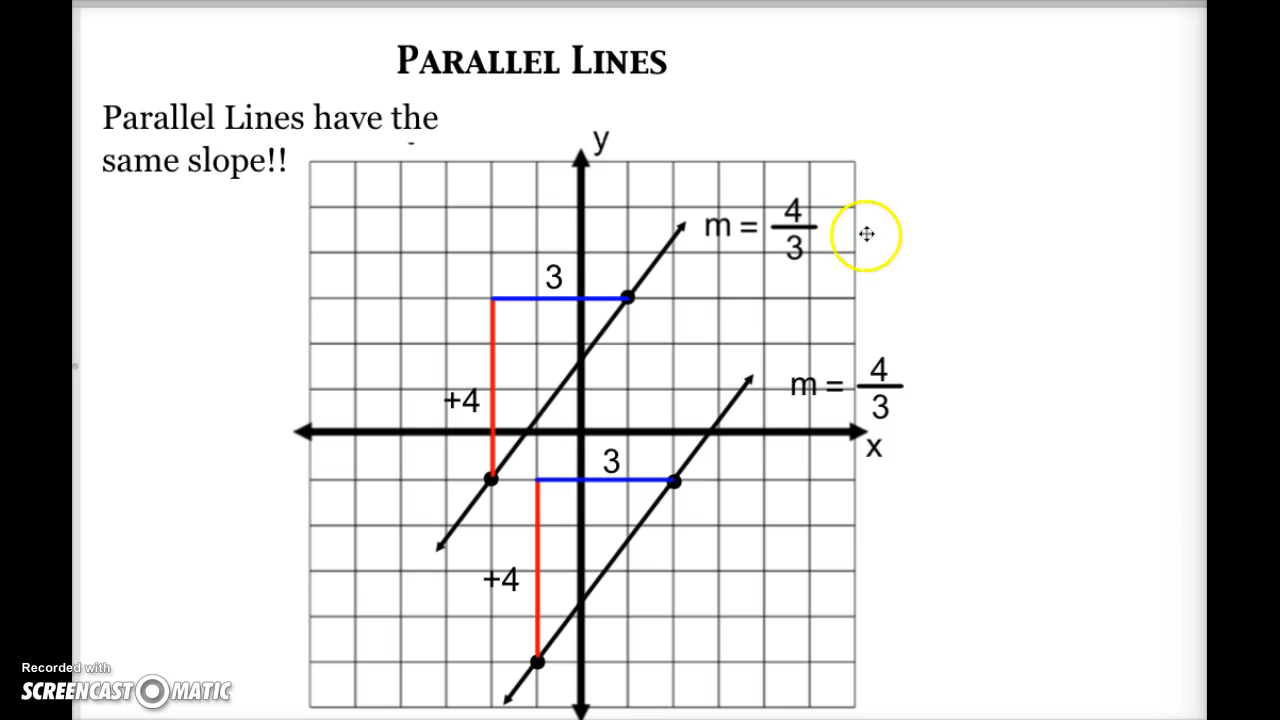 PARALLEL LINES
Parallel Lines have the
same slope!!
y
m = 4/3
3
m = 4/3
+4
x
3
+4
Recorded with
SCREENCAST O MATIC